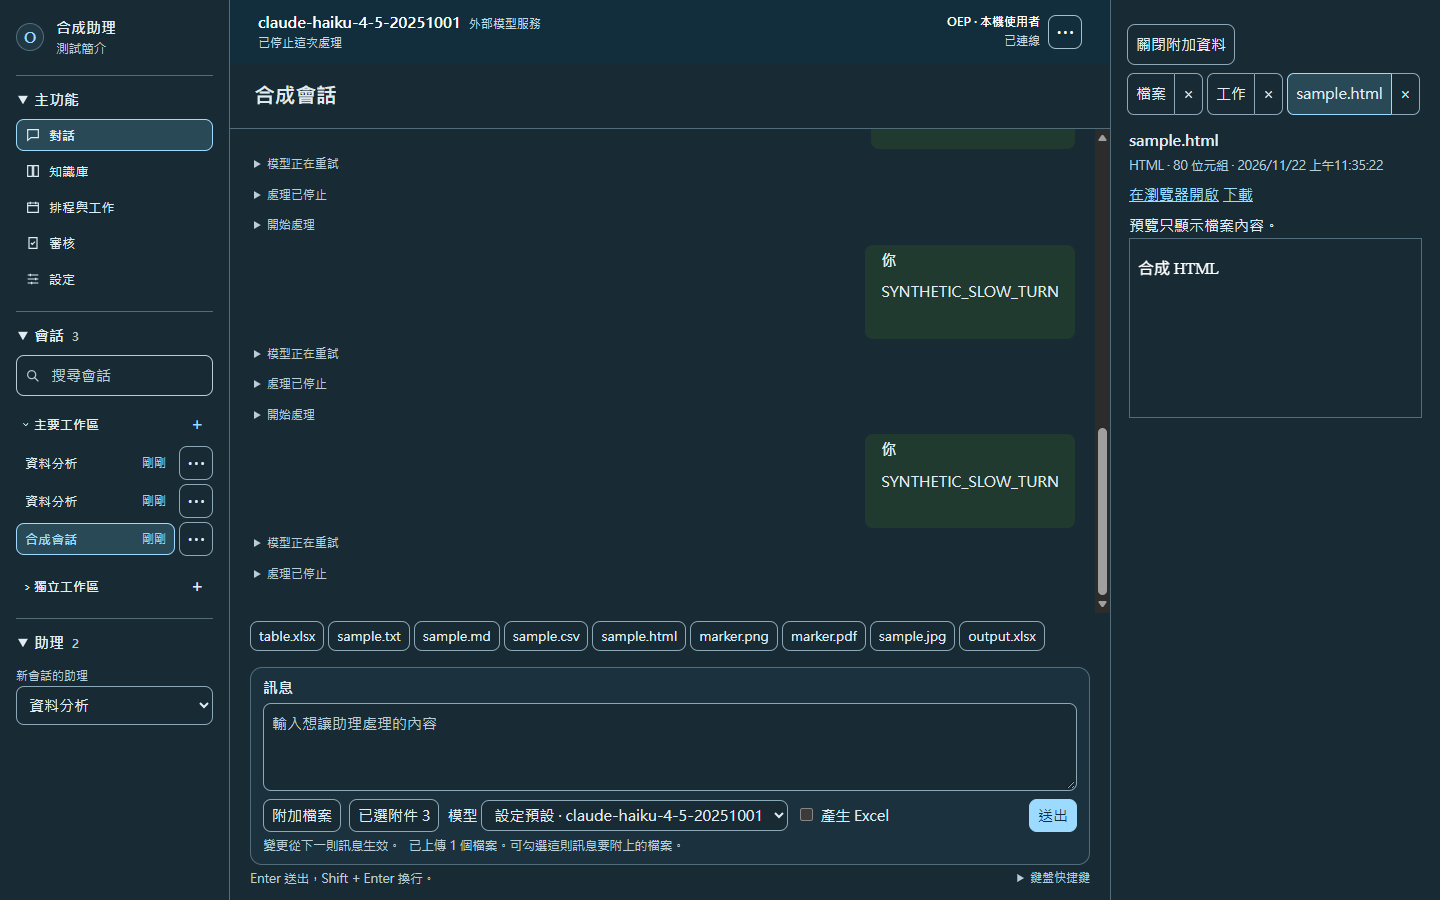 O
合成助理
測試簡介
▼ 主功能
對話
知識庫
排程與工作
審核
設定
▼ 會話 3
搜尋會話
主要工作區 +
資料分析 剛剛 ...
資料分析 剛剛 ...
合成會話 剛剛 ...
獨立工作區 +
▼ 助理 2
新會話的助理
資料分析
claude-haiku-4-5-20251001 外部模型服務
已停止這次處理
OEP · 本機使用者
已連線
...
合成會話
▶ 模型正在重試
▶ 處理已停止
▶ 開始處理
你
SYNTHETIC_SLOW_TURN
▶ 模型正在重試
▶ 處理已停止
▶ 開始處理
你
SYNTHETIC_SLOW_TURN
▶ 模型正在重試
▶ 處理已停止
table.xlsx sample.txt sample.md sample.csv sample.html marker.png marker.pdf sample.jpg output.xlsx
訊息
輸入想讓助理處理的內容
附加檔案 已選附件 3 模型 設定預設 · claude-haiku-4-5-20251001 產生 Excel 送出
變更從下一則訊息生效。 已上傳 1 個檔案。可勾選這則訊息要附上的檔案。
Enter 送出，Shift + Enter 換行。
▶ 鍵盤快捷鍵
關閉附加資料
檔案 × 工作 × sample.html ×
sample.html
HTML · 80 位元組 · 2026/11/22 上午11:35:22
在瀏覽器開啟 下載
預覽只顯示檔案內容。
合成 HTML